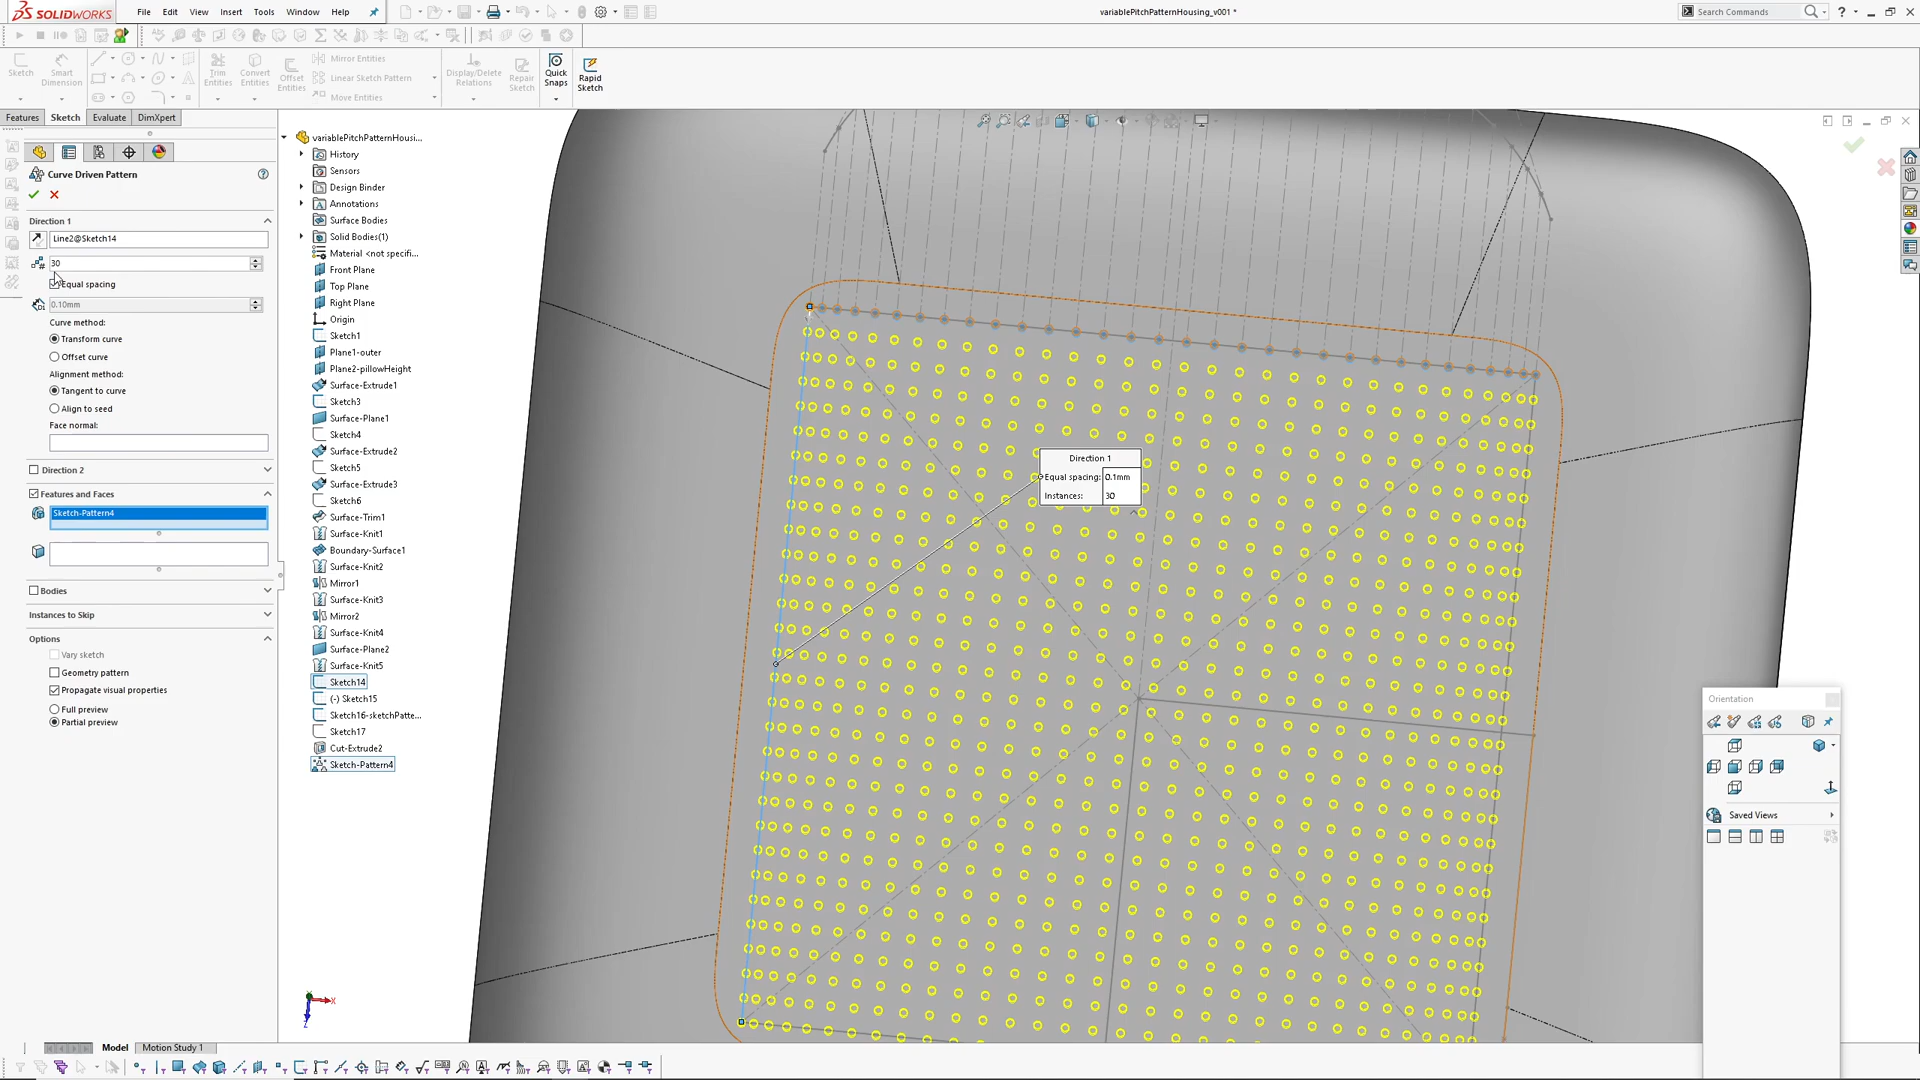 SOLIDWORKS
File Edit View Insert Tools Window Help
variablePitchPatternHousing_v001 *
Search Commands
Sketch
Smart Dimension
Trim Entities
Convert Entities
Offset Entities
Mirror Entities
Linear Sketch Pattern
Move Entities
Display/Delete Relations
Repair Sketch
Quick Snaps
Rapid Sketch
Features Sketch Evaluate DimXpert
Curve Driven Pattern
Direction 1
Line2@Sketch14
30
Equal spacing
0.10mm
Curve method:
Transform curve
Offset curve
Alignment method:
Tangent to curve
Align to seed
Face normal:
Direction 2
Features and Faces
Sketch-Pattern4
Bodies
Instances to Skip
Options
Vary sketch
Geometry pattern
Propagate visual properties
Full preview
Partial preview
variablePitchPatternHousi...
History
Sensors
Design Binder
Annotations
Surface Bodies
Solid Bodies(1)
Material <not specifi...
Front Plane
Top Plane
Right Plane
Origin
Sketch1
Plane1-outer
Plane2-pillowHeight
Surface-Extrude1
Sketch3
Surface-Plane1
Sketch4
Surface-Extrude2
Sketch5
Surface-Extrude3
Sketch6
Surface-Trim1
Surface-Knit1
Boundary-Surface1
Surface-Knit2
Mirror1
Surface-Knit3
Mirror2
Surface-Knit4
Surface-Plane2
Surface-Knit5
Sketch14
(-) Sketch15
Sketch16-sketchPatte...
Sketch17
Cut-Extrude2
Sketch-Pattern4
Direction 1
Equal spacing: 0.1mm
Instances: 30
Orientation
Saved Views
X
Z
Model Motion Study 1